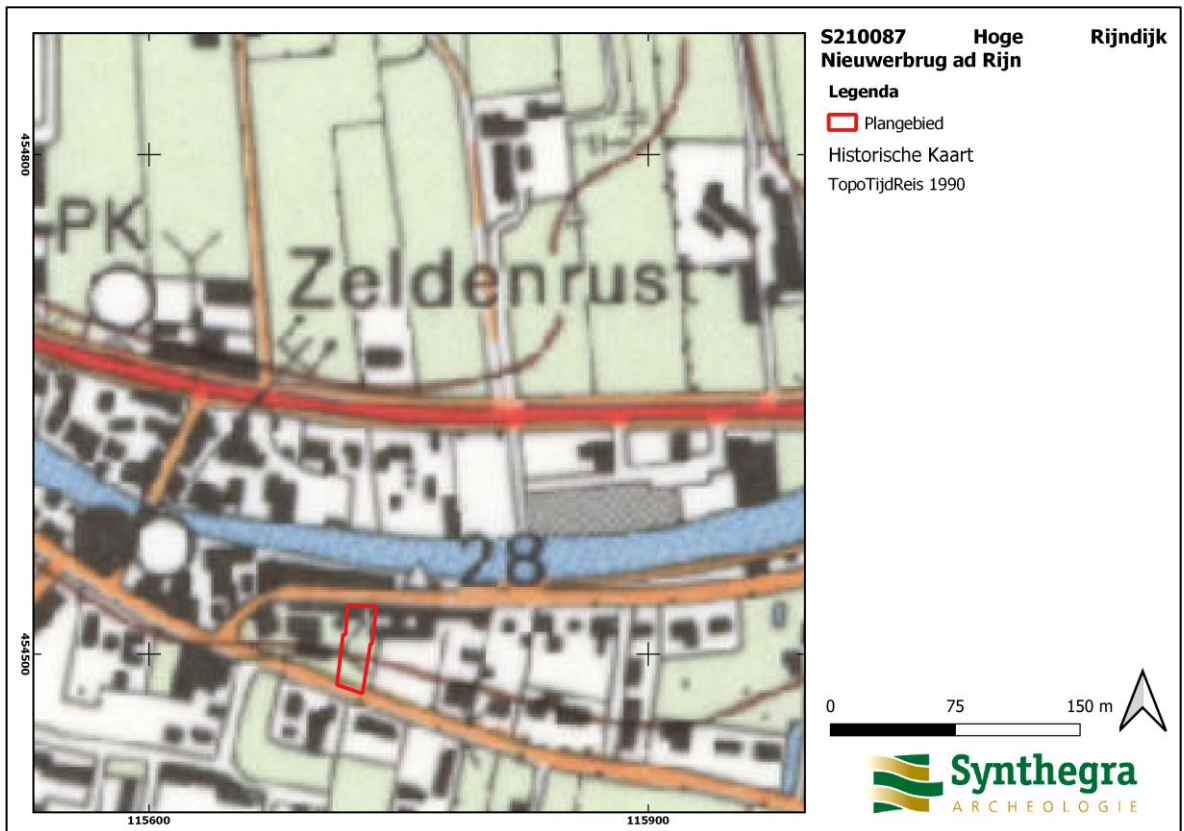 S210087 Hoge Rijndijk
Nieuwerbrug ad Rijn
Legenda
Plangebied
Historische Kaart
TopoTijdReis 1990
454800
PK
Zeldenrust
28
454500
115600
115900
0 75 150 m
Synthegra
ARCHEOLOGIE